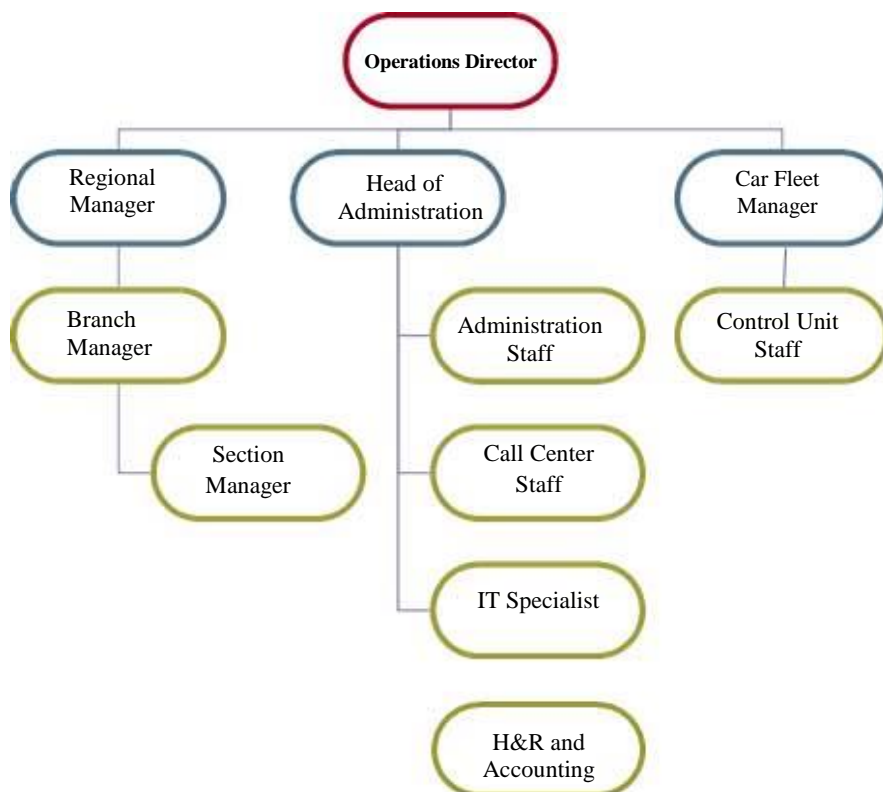 Operations Director
Regional
Manager
Head of
Administration
Car Fleet
Manager
Branch
Manager
Administration
Staff
Control Unit
Staff
Section
Manager
Call Center
Staff
IT Specialist
H&R and
Accounting